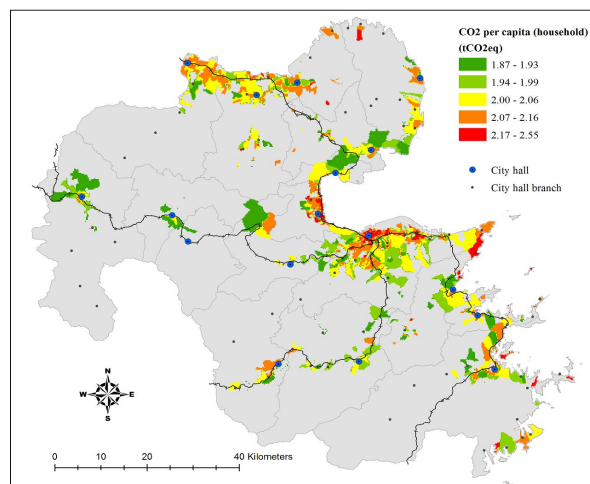 CO2 per capita (household)
(tCO2eq)
1.87 - 1.93
1.94 - 1.99
2.00 - 2.06
2.07 - 2.16
2.17 - 2.55
City hall
City hall branch
N
W E
S
0 10 20 40 Kilometers